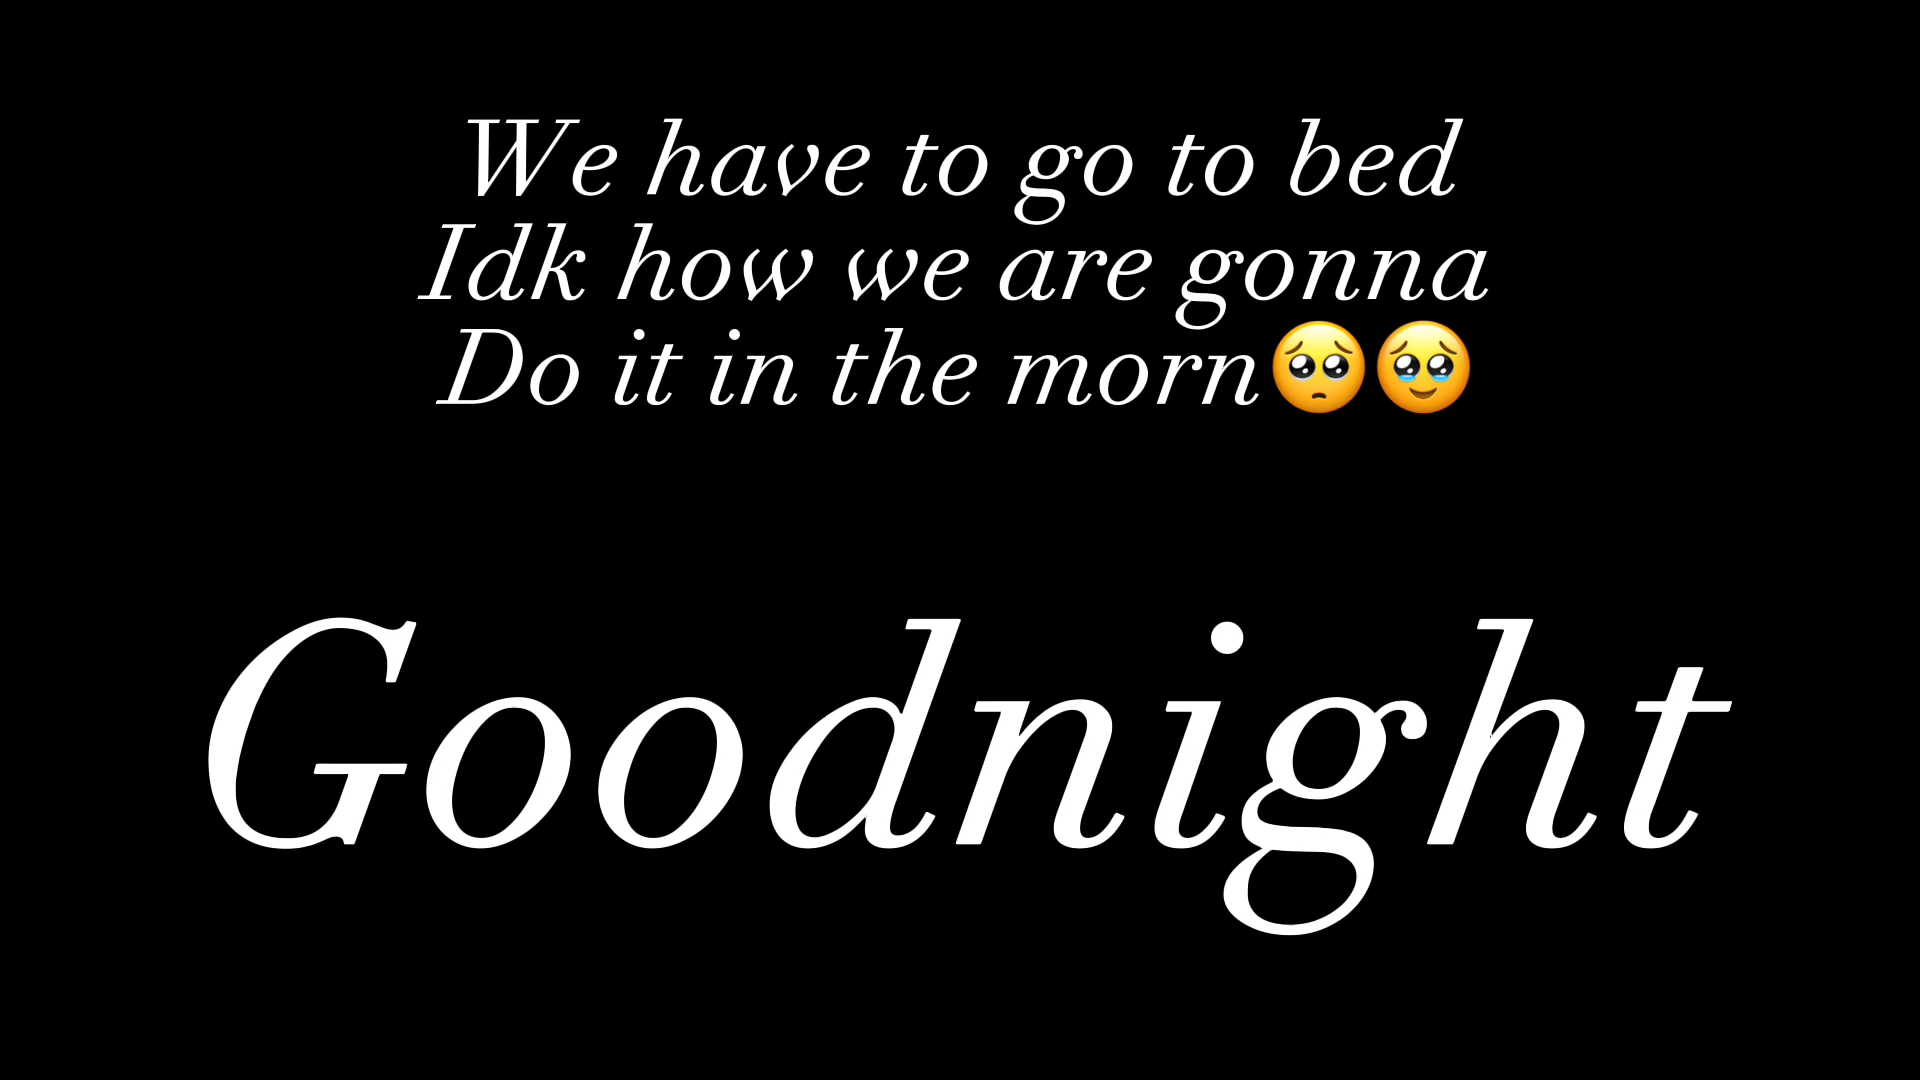 We have to go to bed
Idk how we are gonna
Do it in the morn🥺🥹
Goodnight